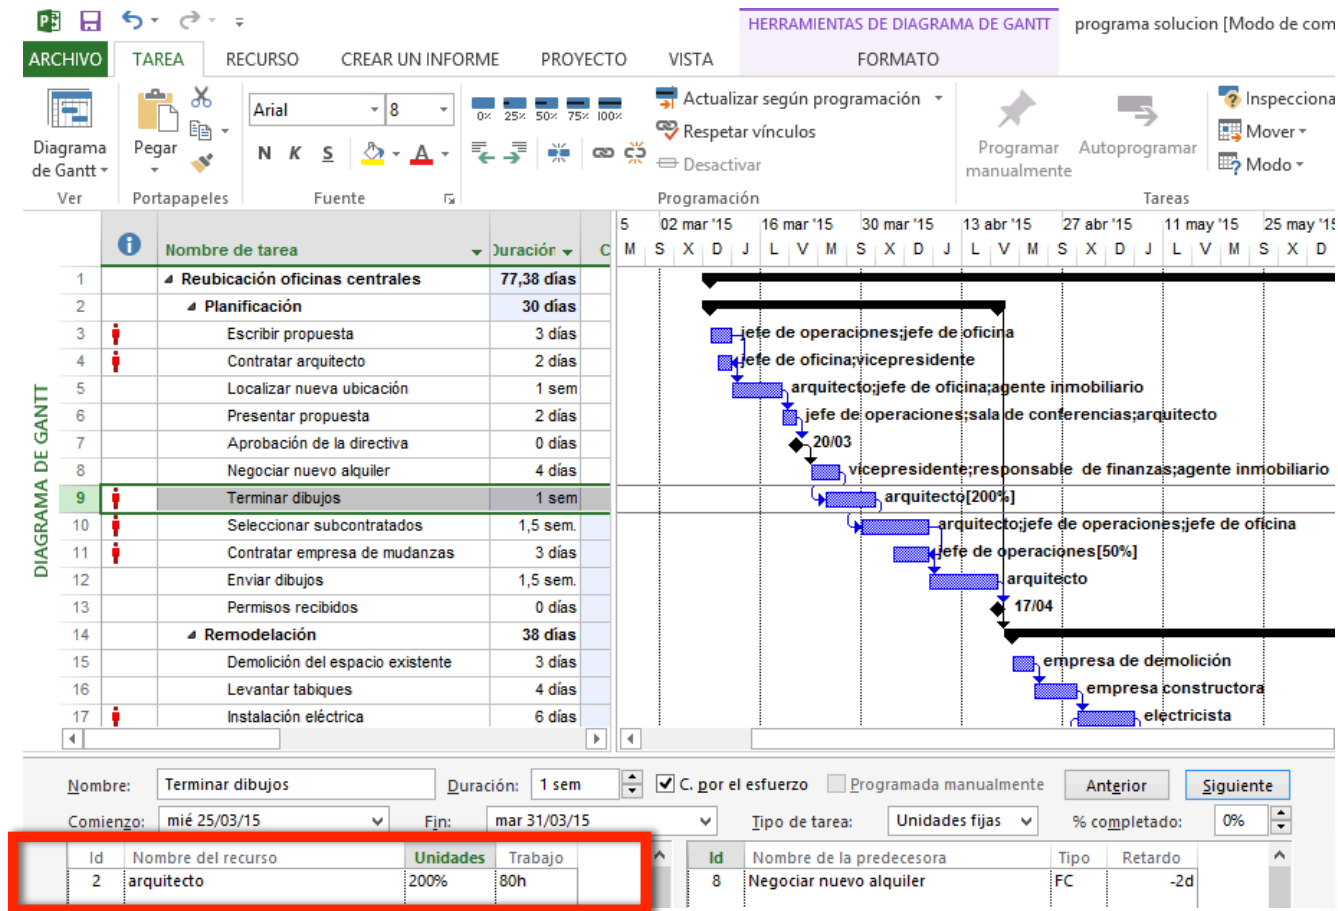 HERRAMIENTAS DE DIAGRAMA DE GANTT programa solucion [Modo de com
ARCHIVO TAREA RECURSO CREAR UN INFORME PROYECTO VISTA FORMATO
Diagrama de Gantt
Ver
Pegar
Portapapeles
Arial 8
N K S A
Fuente
0% 25% 50% 75% 100%
Actualizar según programación
Respetar vínculos
Desactivar
Programación
Programar manualmente
Autoprogramar
Inspecciona
Mover
Modo
Tareas
DIAGRAMA DE GANTT
Nombre de tarea Duración C
5 02 mar '15 16 mar '15 30 mar '15 13 abr '15 27 abr '15 11 may '15 25 may '15
M S X D J L V M S X D J L V M S X D J L V M S X D
1 Reubicación oficinas centrales 77,38 días
2 Planificación 30 días
3 Escribir propuesta 3 días jefe de operaciones;jefe de oficina
4 Contratar arquitecto 2 días jefe de oficina;vicepresidente
5 Localizar nueva ubicación 1 sem arquitecto;jefe de oficina;agente inmobiliario
6 Presentar propuesta 2 días jefe de operaciones;sala de conferencias;arquitecto
7 Aprobación de la directiva 0 días 20/03
8 Negociar nuevo alquiler 4 días vicepresidente;responsable de finanzas;agente inmobiliario
9 Terminar dibujos 1 sem arquitecto[200%]
10 Seleccionar subcontratados 1,5 sem. arquitecto;jefe de operaciones;jefe de oficina
11 Contratar empresa de mudanzas 3 días jefe de operaciones[50%]
12 Enviar dibujos 1,5 sem. arquitecto
13 Permisos recibidos 0 días 17/04
14 Remodelación 38 días
15 Demolición del espacio existente 3 días empresa de demolición
16 Levantar tabiques 4 días empresa constructora
17 Instalación eléctrica 6 días electricista
Nombre: Terminar dibujos Duración: 1 sem C. por el esfuerzo Programada manualmente Anterior Siguiente
Comienzo: mié 25/03/15 Fin: mar 31/03/15 Tipo de tarea: Unidades fijas % completado: 0%
Id Nombre del recurso Unidades Trabajo Id Nombre de la predecesora Tipo Retardo
2 arquitecto 200% 80h 8 Negociar nuevo alquiler FC -2d